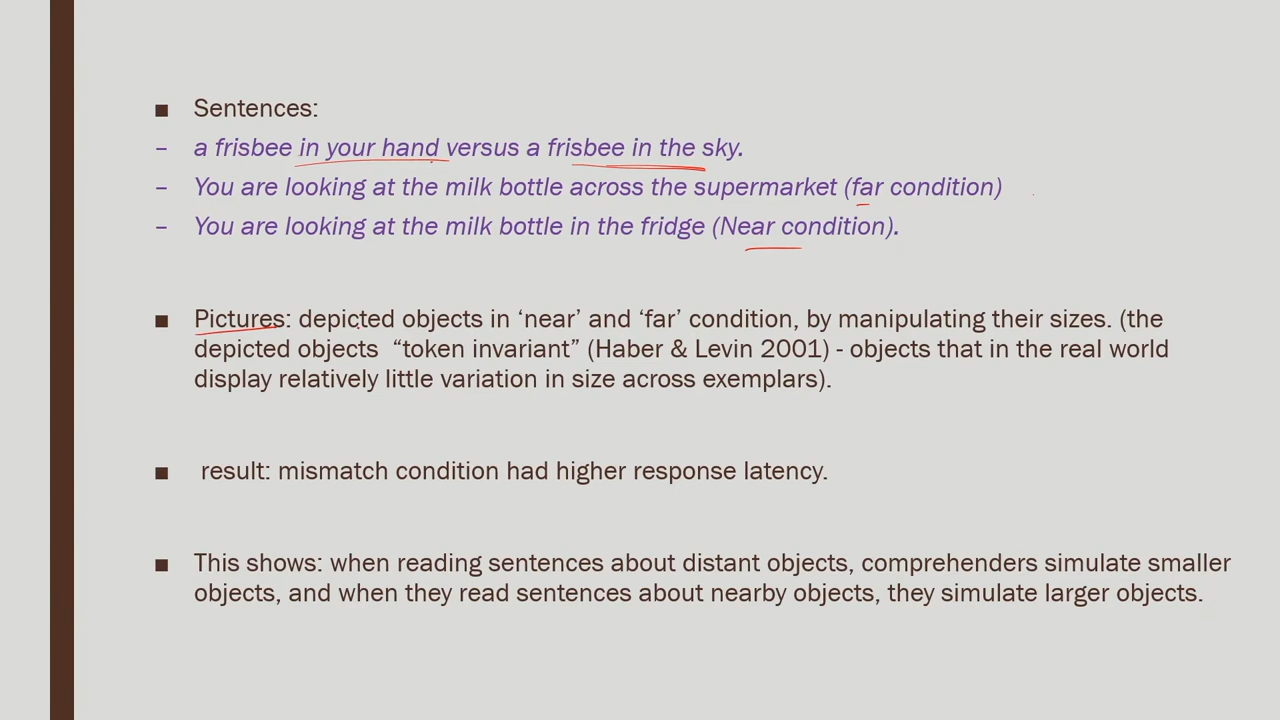 ■ Sentences:
– a frisbee in your hand versus a frisbee in the sky.
– You are looking at the milk bottle across the supermarket (far condition)
– You are looking at the milk bottle in the fridge (Near condition).
■ Pictures: depicted objects in ‘near’ and ‘far’ condition, by manipulating their sizes. (the
depicted objects “token invariant” (Haber & Levin 2001) - objects that in the real world
display relatively little variation in size across exemplars).
■ result: mismatch condition had higher response latency.
■ This shows: when reading sentences about distant objects, comprehenders simulate smaller
objects, and when they read sentences about nearby objects, they simulate larger objects.